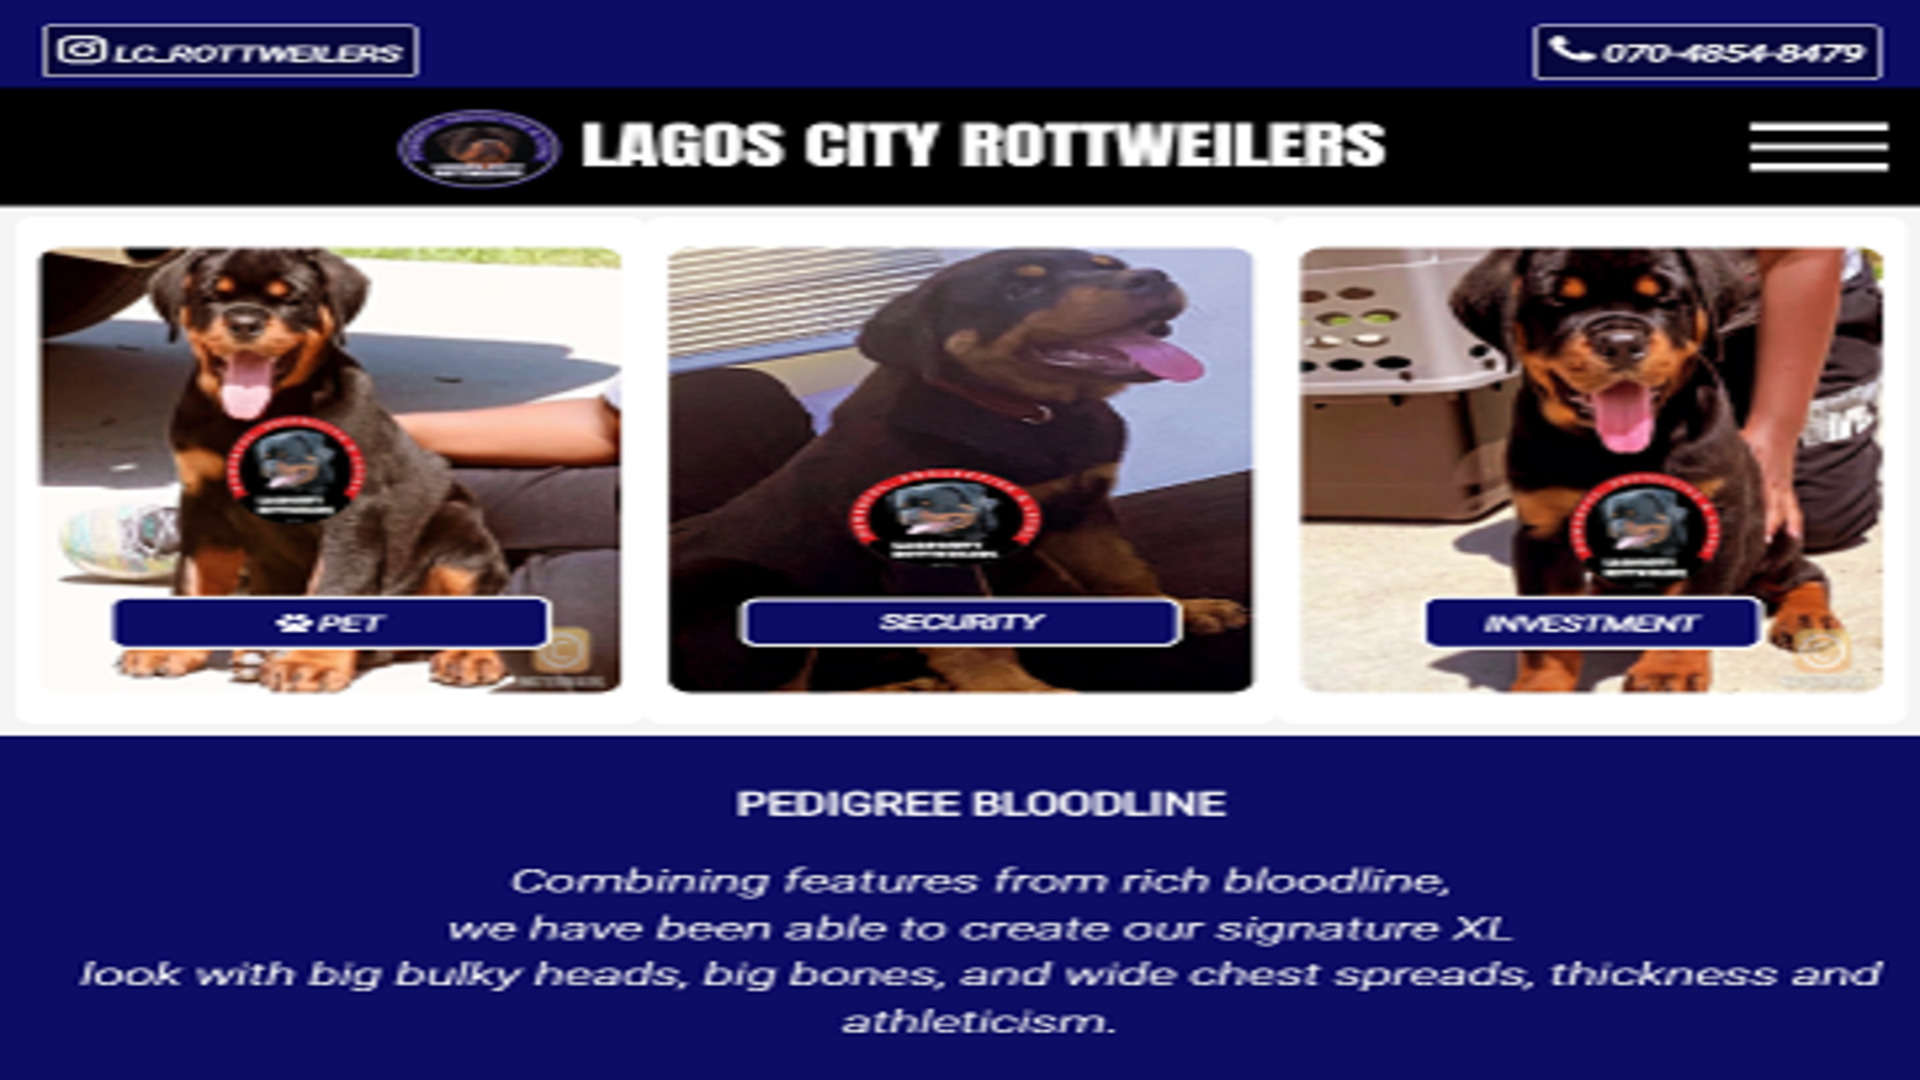 LC_ROTTWEILERS
070-4854-8479
LAGOS CITY ROTTWEILERS
PET
SECURITY
INVESTMENT
PEDIGREE BLOODLINE
Combining features from rich bloodline,
we have been able to create our signature XL
look with big bulky heads, big bones, and wide chest spreads, thickness and
athleticism.